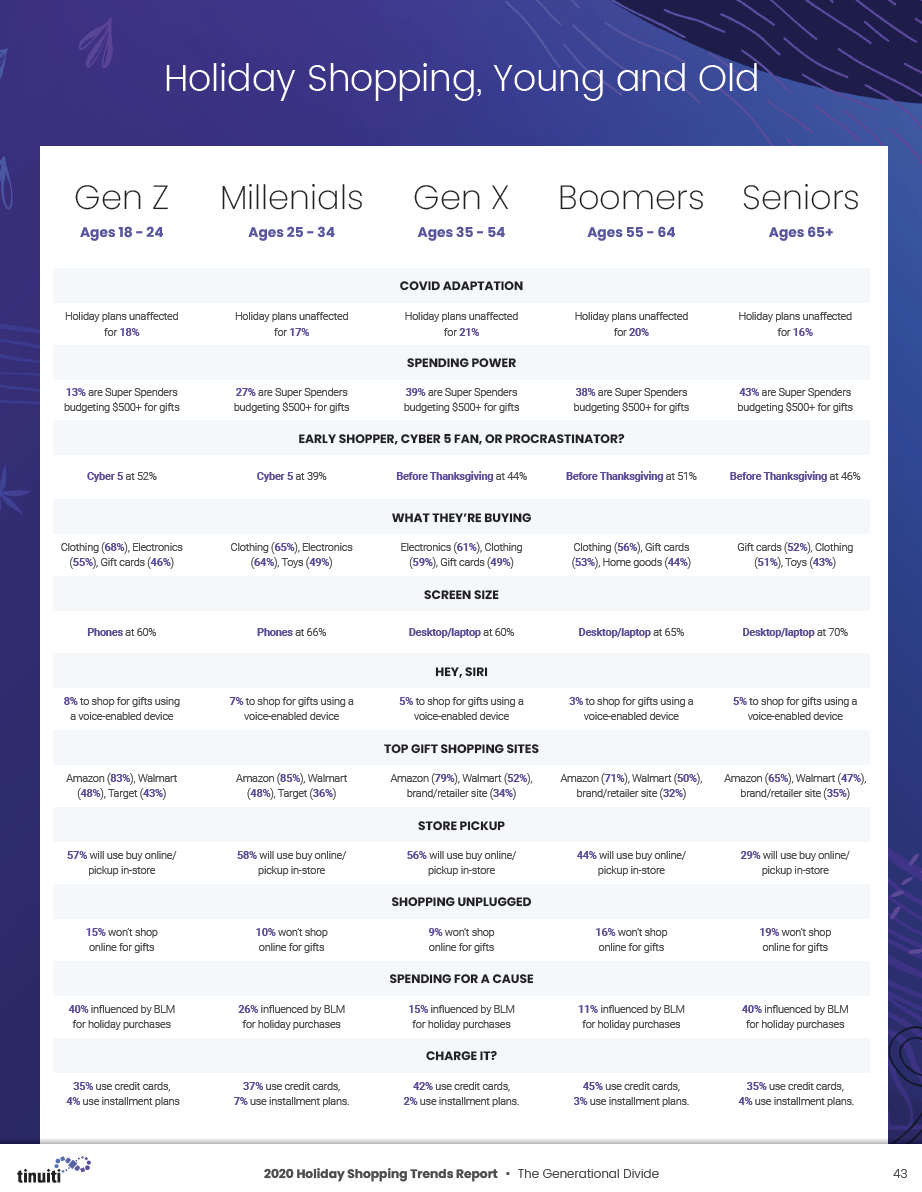 Holiday Shopping, Young and Old
Gen Z Millenials Gen X Boomers Seniors
Ages 18 - 24 Ages 25 - 34 Ages 35 - 54 Ages 55 - 64 Ages 65+
COVID ADAPTATION
Holiday plans unaffected Holiday plans unaffected Holiday plans unaffected Holiday plans unaffected Holiday plans unaffected
for 18% for 17% for 21% for 20% for 16%
SPENDING POWER
13% are Super Spenders 27% are Super Spenders 39% are Super Spenders 38% are Super Spenders 43% are Super Spenders
budgeting $500+ for gifts budgeting $500+ for gifts budgeting $500+ for gifts budgeting $500+ for gifts budgeting $500+ for gifts
EARLY SHOPPER, CYBER 5 FAN, OR PROCRASTINATOR?
Cyber 5 at 52% Cyber 5 at 39% Before Thanksgiving at 44% Before Thanksgiving at 51% Before Thanksgiving at 46%
WHAT THEY'RE BUYING
Clothing (68%), Electronics Clothing (65%), Electronics Electronics (61%), Clothing Clothing (56%), Gift cards Gift cards (52%), Clothing
(55%), Gift cards (46%) (64%), Toys (49%) (59%), Gift cards (49%) (53%), Home goods (44%) (51%), Toys (43%)
SCREEN SIZE
Phones at 60% Phones at 66% Desktop/laptop at 60% Desktop/laptop at 65% Desktop/laptop at 70%
HEY, SIRI
8% to shop for gifts using 7% to shop for gifts using a 5% to shop for gifts using a 3% to shop for gifts using a 5% to shop for gifts using a
a voice-enabled device voice-enabled device voice-enabled device voice-enabled device voice-enabled device
TOP GIFT SHOPPING SITES
Amazon (83%), Walmart Amazon (85%), Walmart Amazon (79%), Walmart (52%), Amazon (71%), Walmart (50%), Amazon (65%), Walmart (47%),
(48%), Target (43%) (48%), Target (36%) brand/retailer site (34%) brand/retailer site (32%) brand/retailer site (35%)
STORE PICKUP
57% will use buy online/ 58% will use buy online/ 56% will use buy online/ 44% will use buy online/ 29% will use buy online/
pickup in-store pickup in-store pickup in-store pickup in-store pickup in-store
SHOPPING UNPLUGGED
15% won't shop 10% won't shop 9% won't shop 16% won't shop 19% won't shop
online for gifts online for gifts online for gifts online for gifts online for gifts
SPENDING FOR A CAUSE
40% influenced by BLM 26% influenced by BLM 15% influenced by BLM 11% influenced by BLM 40% influenced by BLM
for holiday purchases for holiday purchases for holiday purchases for holiday purchases for holiday purchases
CHARGE IT?
35% use credit cards, 37% use credit cards, 42% use credit cards, 45% use credit cards, 35% use credit cards,
4% use installment plans 7% use installment plans. 2% use installment plans. 3% use installment plans. 4% use installment plans.
tinuiti 2020 Holiday Shopping Trends Report • The Generational Divide 43